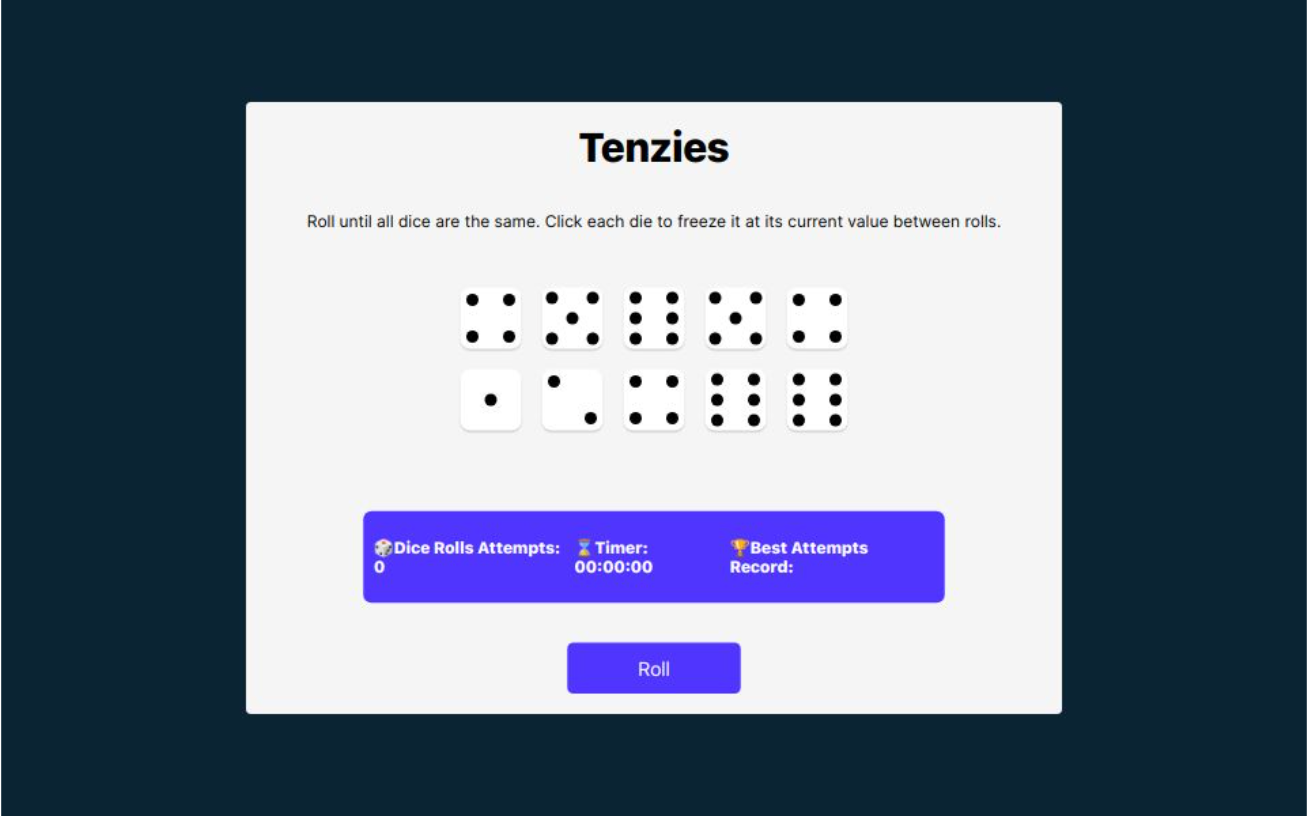 Tenzies
Roll until all dice are the same. Click each die to freeze it at its current value between rolls.
🎲Dice Rolls Attempts:
0
⌛Timer:
00:00:00
🏆Best Attempts
Record:
Roll